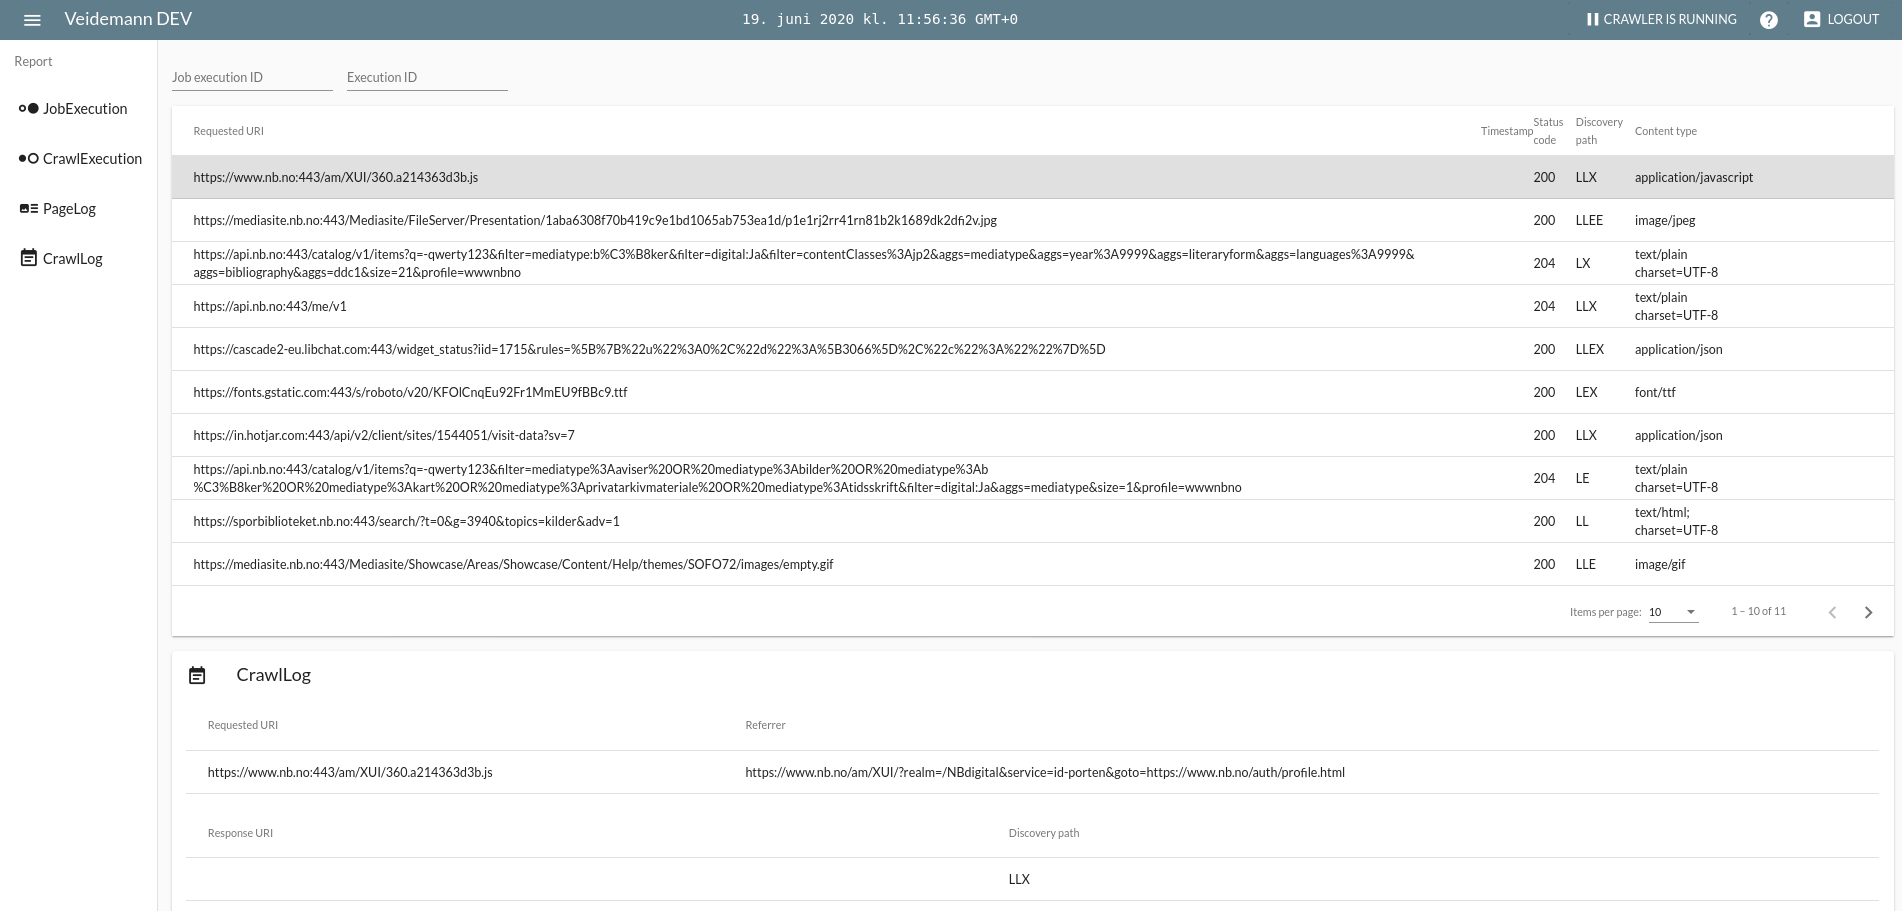 Veidemann DEV
19. juni 2020 kl. 11:56:36 GMT+0
CRAWLER IS RUNNING
?
LOGOUT
Report
JobExecution
CrawlExecution
PageLog
CrawlLog
Job execution ID
Execution ID
Requested URI Timestamp Status code Discovery path Content type
https://www.nb.no:443/am/XUI/360.a214363d3b.js 200 LLX application/javascript
https://mediasite.nb.no:443/Mediasite/FileServer/Presentation/1aba6308f70b419c9e1bd1065ab753ea1d/p1e1rj2rr41rn81b2k1689dk2dfi2v.jpg 200 LLEE image/jpeg
https://api.nb.no:443/catalog/v1/items?q=-qwerty123&filter=mediatype:b%C3%B8ker&filter=digital:Ja&filter=contentClasses%3Ajp2&aggs=mediatype&aggs=year%3A9999&aggs=literaryform&aggs=languages%3A9999&
aggs=bibliography&aggs=ddc1&size=21&profile=wwwnbno
204 LX text/plain
charset=UTF-8
https://api.nb.no:443/me/v1 204 LLX text/plain
charset=UTF-8
https://cascade2-eu.libchat.com:443/widget_status?iid=1715&rules=%5B%7B%22u%22%3A0%2C%22d%22%3A%5B3066%5D%2C%22c%22%3A%22%22%7D%5D 200 LLEX application/json
https://fonts.gstatic.com:443/s/roboto/v20/KFOlCnqEu92Fr1MmEU9fBBc9.ttf 200 LEX font/ttf
https://in.hotjar.com:443/api/v2/client/sites/1544051/visit-data?sv=7 200 LLX application/json
https://api.nb.no:443/catalog/v1/items?q=-qwerty123&filter=mediatype%3Aaviser%20OR%20mediatype%3Abilder%20OR%20mediatype%3Ab
%C3%B8ker%20OR%20mediatype%3Akart%20OR%20mediatype%3Aprivatarkivmateriale%20OR%20mediatype%3Atidsskrift&filter=digital:Ja&aggs=mediatype&size=1&profile=wwwnbno
204 LE text/plain
charset=UTF-8
https://sporbiblioteket.nb.no:443/search/?t=0&g=3940&topics=kilder&adv=1 200 LL text/html;
charset=UTF-8
https://mediasite.nb.no:443/Mediasite/Showcase/Areas/Showcase/Content/Help/themes/SOFO72/images/empty.gif 200 LLE image/gif
Items per page: 10 1 – 10 of 11
CrawlLog
Requested URI Referrer
https://www.nb.no:443/am/XUI/360.a214363d3b.js https://www.nb.no/am/XUI/?realm=/NBdigital&service=id-porten&goto=https://www.nb.no/auth/profile.html
Response URI Discovery path
LLX